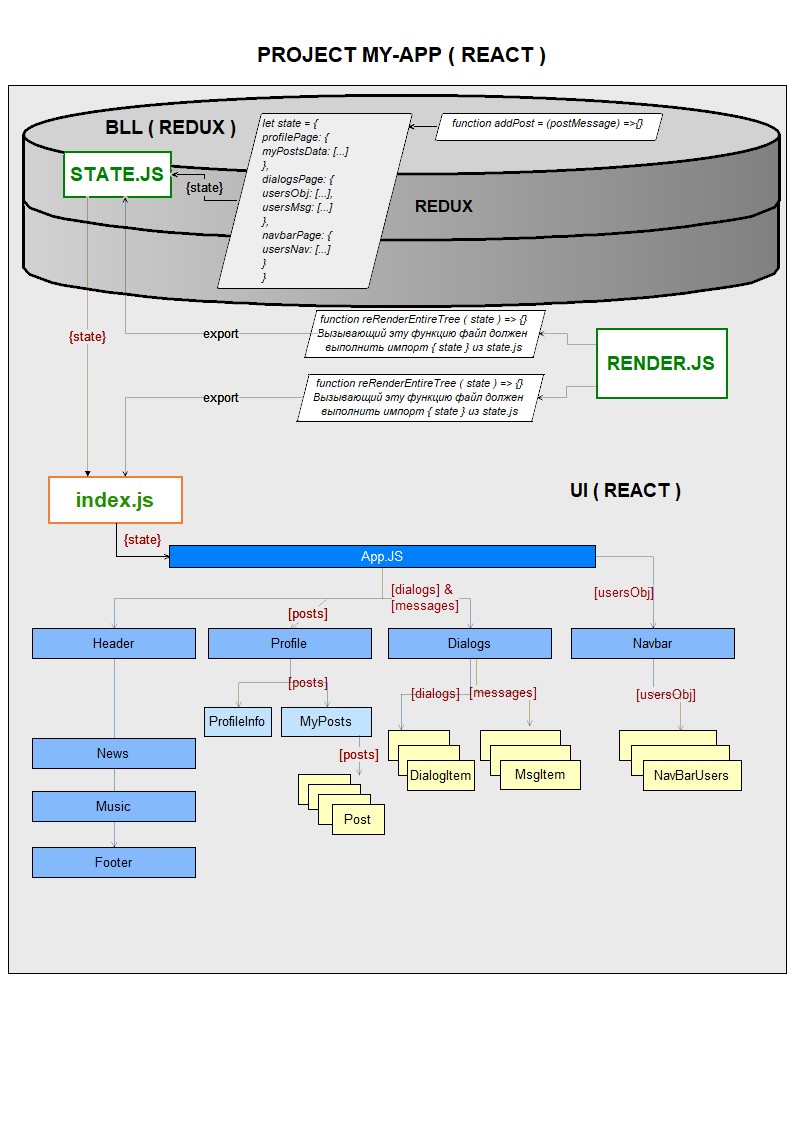 PROJECT MY-APP ( REACT )
BLL ( REDUX )
let state = {
profilePage: {
myPostsData: [...]
},
dialogsPage: {
usersObj: [...],
usersMsg: [...]
},
navbarPage: {
usersNav: [...]
}
}
function addPost = (postMessage) =>{}
STATE.JS
{state}
REDUX
function reRenderEntireTree ( state ) => {}
Вызывающий эту функцию файл должен
выполнить импорт { state } из state.js
export
{state}
RENDER.JS
function reRenderEntireTree ( state ) => {}
Вызывающий эту функцию файл должен
выполнить импорт { state } из state.js
export
index.js
UI ( REACT )
{state}
App.JS
[dialogs] &
[messages]
[usersObj]
[posts]
Header
Profile
Dialogs
Navbar
[posts]
[dialogs]
[messages]
[usersObj]
ProfileInfo
MyPosts
News
[posts]
DialogItem
MsgItem
NavBarUsers
Music
Post
Footer